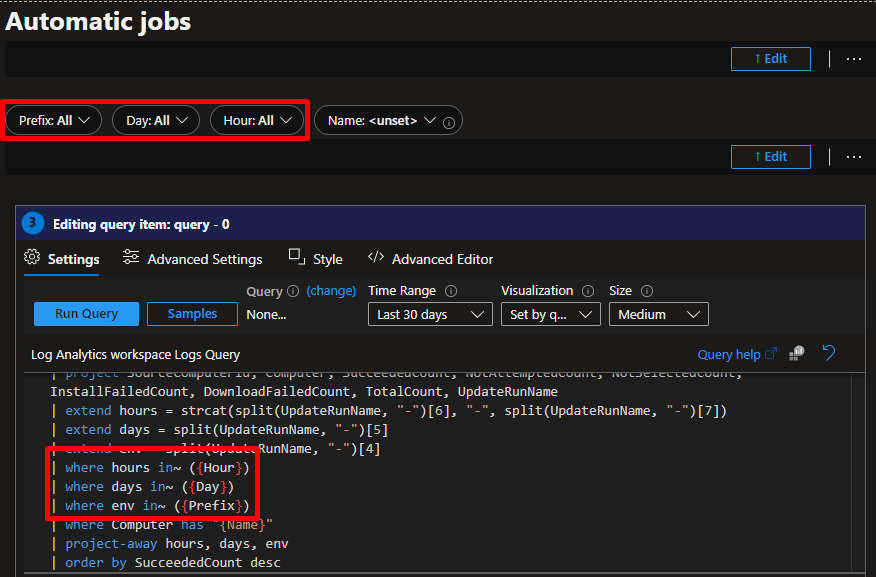 Automatic jobs
↑ Edit | ...
Prefix: All Day: All Hour: All Name: <unset>
↑ Edit | ...
3 Editing query item: query - 0
Settings Advanced Settings Style </> Advanced Editor
Query (change) Time Range Visualization Size
Run Query Samples None... Last 30 days Set by q... Medium
Log Analytics workspace Logs Query Query help
| project SourceComputerId, Computer, SucceededCount, NotAttemptedCount, NotSelectedCount,
InstallFailedCount, DownloadFailedCount, TotalCount, UpdateRunName
| extend hours = strcat(split(UpdateRunName, "-")[6], "-", split(UpdateRunName, "-")[7])
| extend days = split(UpdateRunName, "-")[5]
| extend env = split(UpdateRunName, "-")[4]
| where hours in~ ({Hour})
| where days in~ ({Day})
| where env in~ ({Prefix})
| where Computer has "{Name}"
| project-away hours, days, env
| order by SucceededCount desc